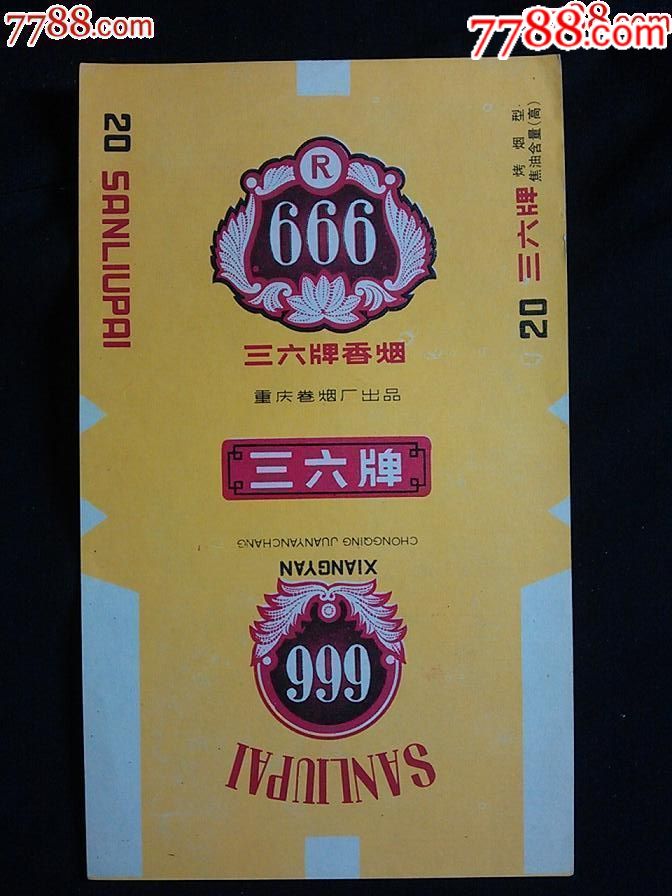 7788.com
7788.com
20 SANLIUPAI
R
666
三六牌香烟
重庆卷烟厂出品
三六牌
CHONGQING JUANYANCHANG
XIANGYAN
666
SANLIUPAI
20 三六牌
烤烟型
焦油含量(高)